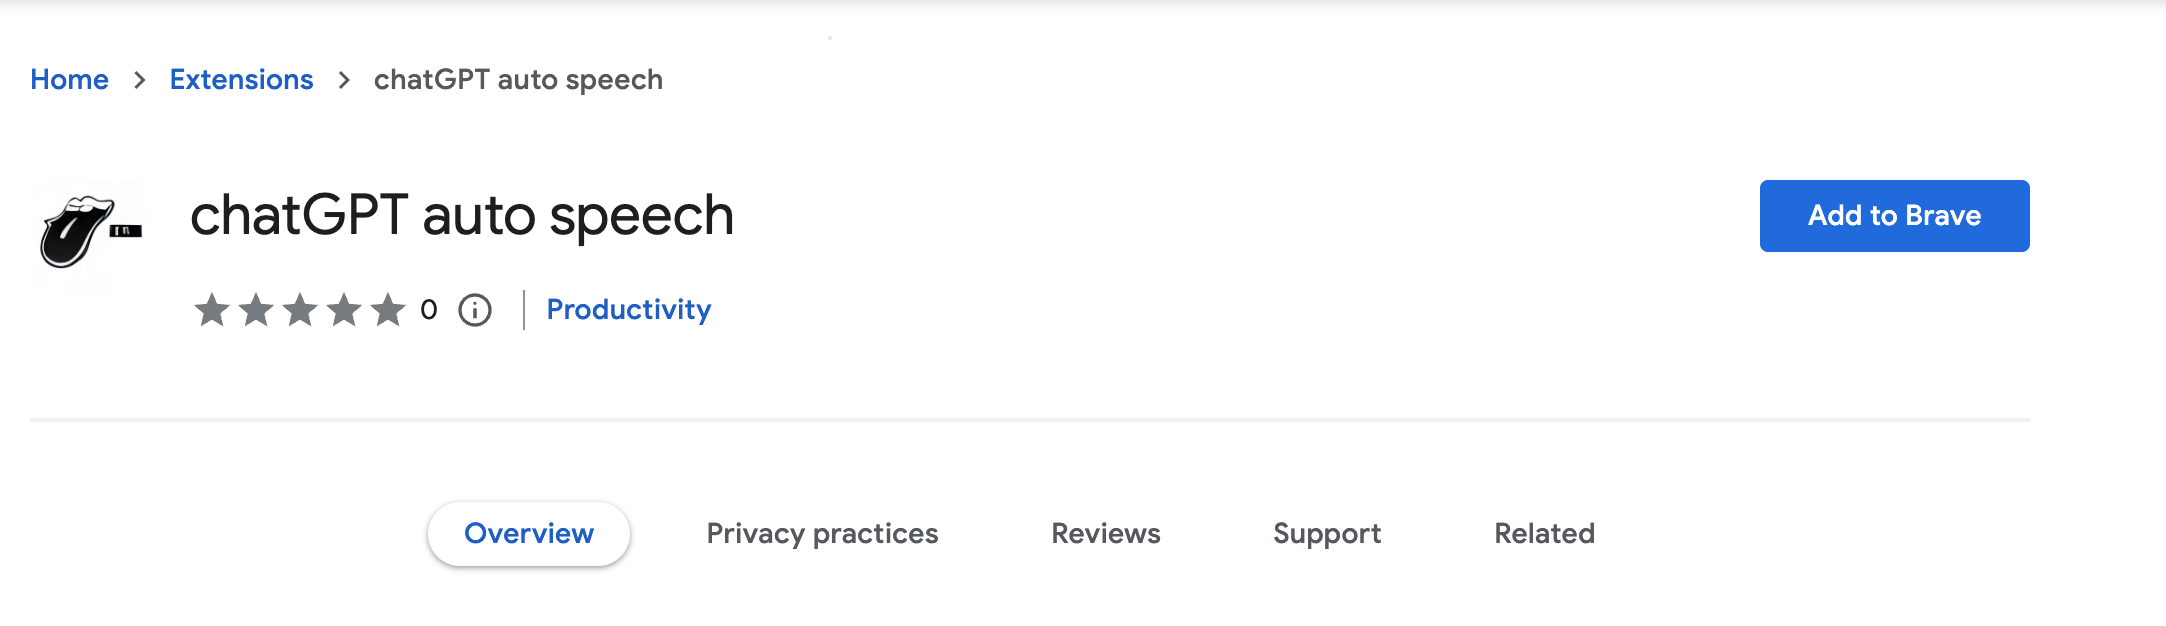 Home > Extensions > chatGPT auto speech
chatGPT auto speech
Add to Brave
0 | Productivity
Overview Privacy practices Reviews Support Related